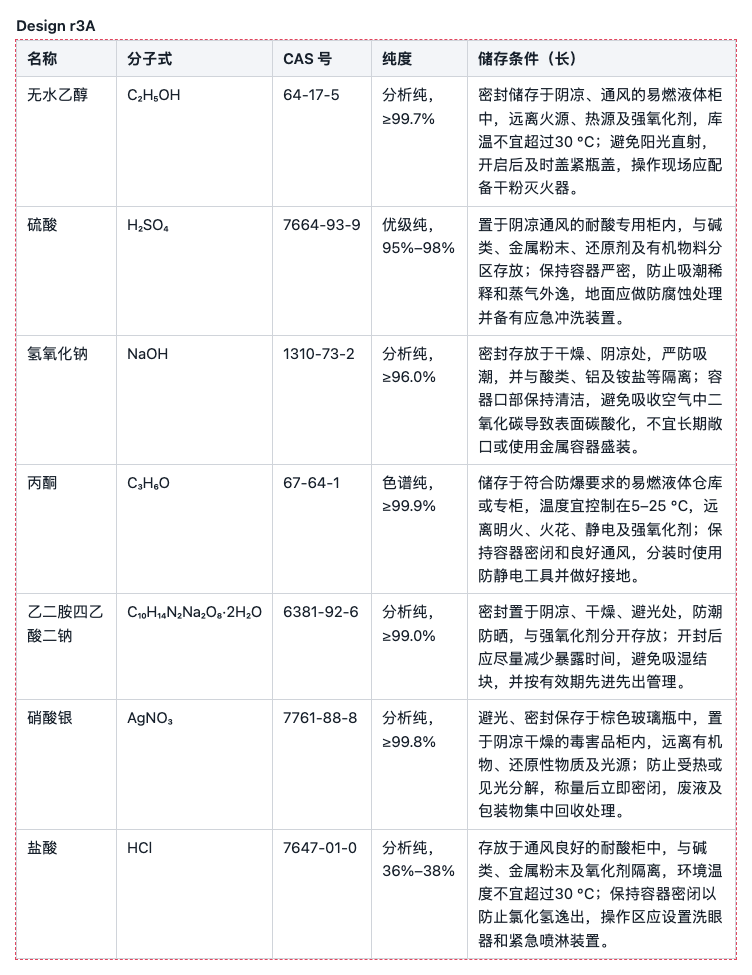 Design r3A
名称 分子式 CAS 号 纯度 储存条件（长）
无水乙醇 C₂H₅OH 64-17-5 分析纯， 密封储存于阴凉、通风的易燃液体柜
≥99.7% 中，远离火源、热源及强氧化剂，库
温不宜超过30 °C；避免阳光直射，
开启后及时盖紧瓶盖，操作现场应配
备干粉灭火器。
硫酸 H₂SO₄ 7664-93-9 优级纯， 置于阴凉通风的耐酸专用柜内，与碱
95%–98% 类、金属粉末、还原剂及有机物料分
区存放；保持容器严密，防止吸潮稀
释和蒸气外逸，地面应做防腐蚀处理
并备有应急冲洗装置。
氢氧化钠 NaOH 1310-73-2 分析纯， 密封存放于干燥、阴凉处，严防吸
≥96.0% 潮，并与酸类、铝及铵盐等隔离；容
器口部保持清洁，避免吸收空气中二
氧化碳导致表面碳酸化，不宜长期敞
口或使用金属容器盛装。
丙酮 C₃H₆O 67-64-1 色谱纯， 储存于符合防爆要求的易燃液体仓库
≥99.9% 或专柜，温度宜控制在5–25 °C，远
离明火、火花、静电及强氧化剂；保
持容器密闭和良好通风，分装时使用
防静电工具并做好接地。
乙二胺四乙 C₁₀H₁₄N₂Na₂O₈·2H₂O 6381-92-6 分析纯， 密封置于阴凉、干燥、避光处，防潮
酸二钠 ≥99.0% 防晒，与强氧化剂分开存放；开封后
应尽量减少暴露时间，避免吸湿结
块，并按有效期先进先出管理。
硝酸银 AgNO₃ 7761-88-8 分析纯， 避光、密封保存于棕色玻璃瓶中，置
≥99.8% 于阴凉干燥的毒害品柜内，远离有机
物、还原性物质及光源；防止受热或
见光分解，称量后立即密闭，废液及
包装物集中回收处理。
盐酸 HCl 7647-01-0 分析纯， 存放于通风良好的耐酸柜中，与碱
36%–38% 类、金属粉末及氧化剂隔离，环境温
度不宜超过30 °C；保持容器密闭以
防止氯化氢逸出，操作区应设置洗眼
器和紧急喷淋装置。